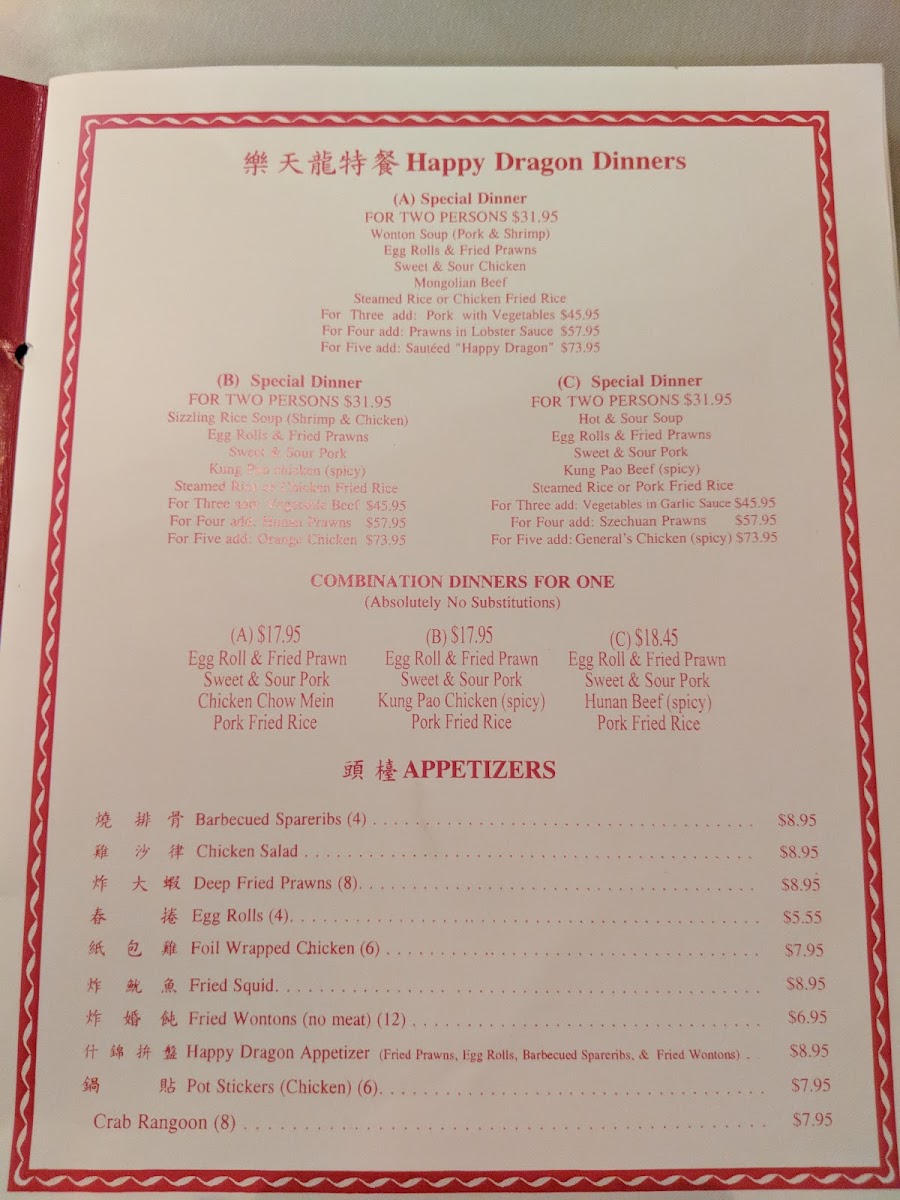 樂天龍特餐 Happy Dragon Dinners
(A) Special Dinner
FOR TWO PERSONS $31.95
Wonton Soup (Pork & Shrimp)
Egg Rolls & Fried Prawns
Sweet & Sour Chicken
Mongolian Beef
Steamed Rice or Chicken Fried Rice
For Three add: Pork with Vegetables $45.95
For Four add: Prawns in Lobster Sauce $57.95
For Five add: Sautéed "Happy Dragon" $73.95
(B) Special Dinner
FOR TWO PERSONS $31.95
Sizzling Rice Soup (Shrimp & Chicken)
Egg Rolls & Fried Prawns
Sweet & Sour Pork
Kung Pao chicken (spicy)
Steamed Rice or Chicken Fried Rice
For Three add: Vegetable Beef $45.95
For Four add: Hunan Prawns $57.95
For Five add: Orange Chicken $73.95
(C) Special Dinner
FOR TWO PERSONS $31.95
Hot & Sour Soup
Egg Rolls & Fried Prawns
Sweet & Sour Pork
Kung Pao Beef (spicy)
Steamed Rice or Pork Fried Rice
For Three add: Vegetables in Garlic Sauce $45.95
For Four add: Szechuan Prawns $57.95
For Five add: General's Chicken (spicy) $73.95
COMBINATION DINNERS FOR ONE
(Absolutely No Substitutions)
(A) $17.95
Egg Roll & Fried Prawn
Sweet & Sour Pork
Chicken Chow Mein
Pork Fried Rice
(B) $17.95
Egg Roll & Fried Prawn
Sweet & Sour Pork
Kung Pao Chicken (spicy)
Pork Fried Rice
(C) $18.45
Egg Roll & Fried Prawn
Sweet & Sour Pork
Hunan Beef (spicy)
Pork Fried Rice
頭檯 APPETIZERS
燒排骨 Barbecued Spareribs (4) $8.95
雞沙律 Chicken Salad $8.95
炸大蝦 Deep Fried Prawns (8) $8.95
春捲 Egg Rolls (4) $5.55
紙包雞 Foil Wrapped Chicken (6) $7.95
炸魷魚 Fried Squid $8.95
炸婚飩 Fried Wontons (no meat) (12) $6.95
什錦拚盤 Happy Dragon Appetizer (Fried Prawns, Egg Rolls, Barbecued Spareribs, & Fried Wontons) $8.95
鍋貼 Pot Stickers (Chicken) (6) $7.95
Crab Rangoon (8) $7.95